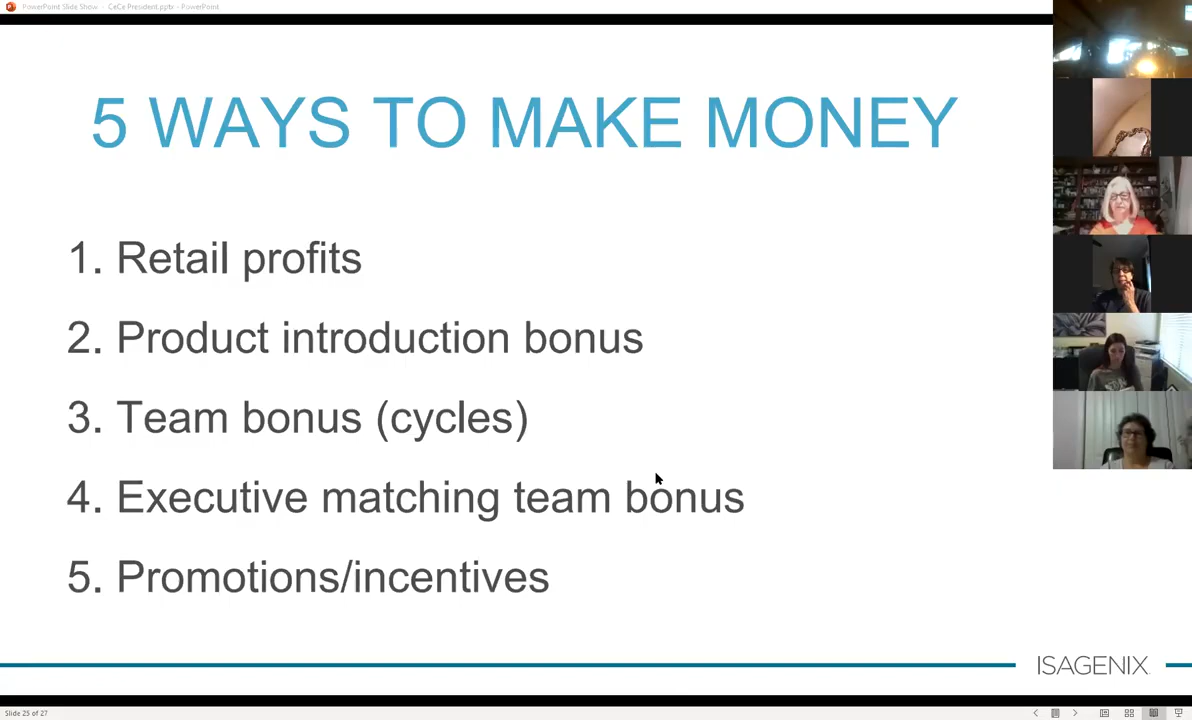 PowerPoint Slide Show - CeCe President.pptx - PowerPoint
5 WAYS TO MAKE MONEY
1. Retail profits
2. Product introduction bonus
3. Team bonus (cycles)
4. Executive matching team bonus
5. Promotions/incentives
ISAGENIX
Slide 25 of 27